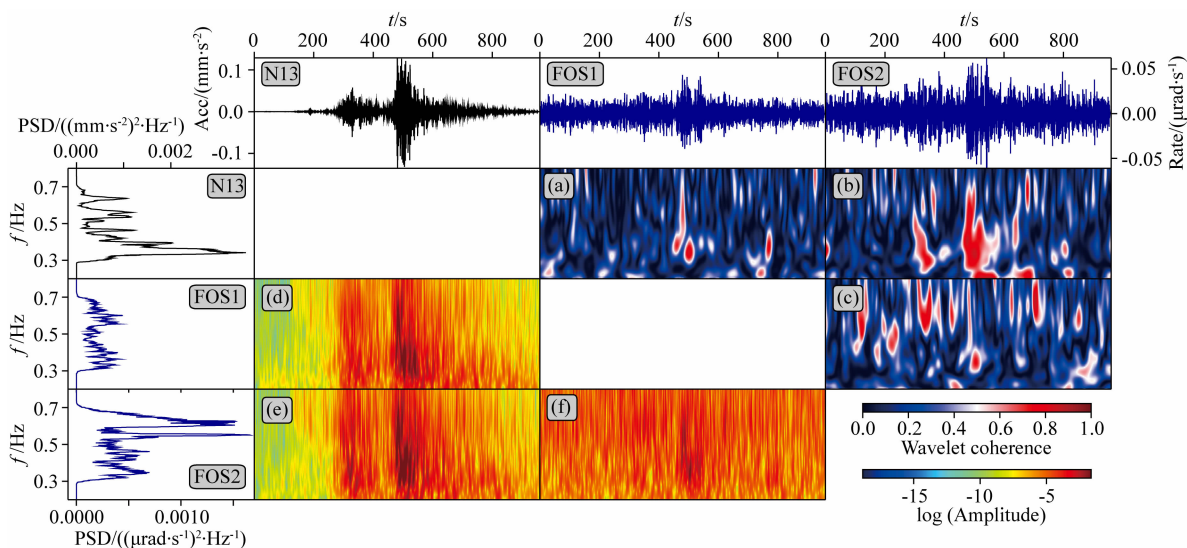 t/s t/s t/s
0 200 400 600 800 0 200 400 600 800 0 200 400 600 800
Acc/(mm·s⁻²) 0.1 0.0 -0.1 N13 FOS1 FOS2 0.05 0.00 -0.05 Rate/(μrad·s⁻¹)
PSD/((mm·s⁻²)²·Hz⁻¹)
0.000 0.002
f/Hz 0.7 0.5 0.3 N13 (a) (b)
f/Hz 0.7 0.5 0.3 FOS1 (d) (c)
f/Hz 0.7 0.5 0.3 FOS2 (e) (f)
0.0 0.2 0.4 0.6 0.8 1.0
Wavelet coherence
-15 -10 -5
log (Amplitude)
0.0000 0.0010
PSD/((μrad·s⁻¹)²·Hz⁻¹)